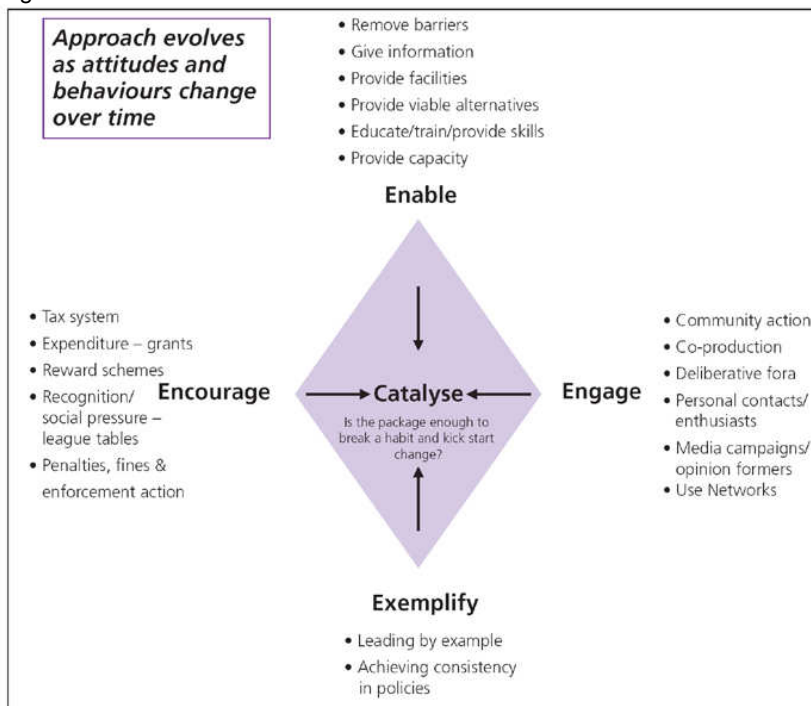 Approach evolves
as attitudes and
behaviours change
over time
• Remove barriers
• Give information
• Provide facilities
• Provide viable alternatives
• Educate/train/provide skills
• Provide capacity
Enable
• Tax system
• Expenditure – grants
• Reward schemes
• Recognition/
social pressure –
league tables
• Penalties, fines &
enforcement action
Encourage
Catalyse
Is the package enough to
break a habit and kick start
change?
Engage
• Community action
• Co-production
• Deliberative fora
• Personal contacts/
enthusiasts
• Media campaigns/
opinion formers
• Use Networks
Exemplify
• Leading by example
• Achieving consistency
in policies